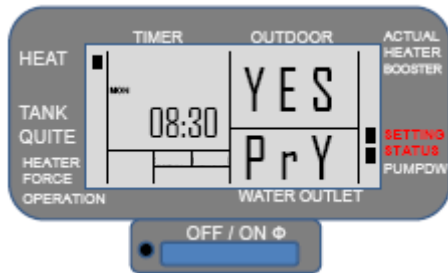 TIMER
OUTDOOR
ACTUAL
HEATER
BOOSTER
HEAT
MON
08:30
YES
TANK
QUITE
SETTING
STATUS
HEATER
FORCE
PrY
PUMPDW
OPERATION
WATER OUTLET
OFF / ON Φ